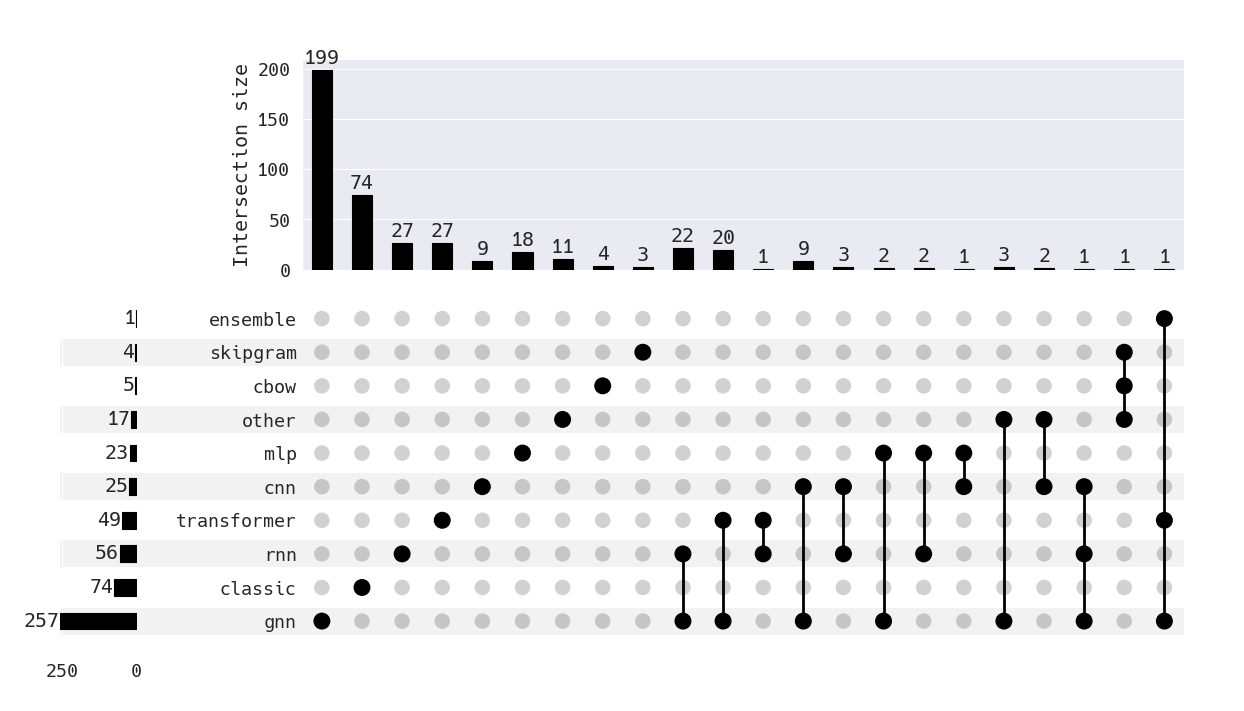 199
200
150
100
50
0
Intersection size
74
27
27
9
18
11
4
3
22
20
1
9
3
2
2
1
3
2
1
1
1
1 ensemble
4 skipgram
5 cbow
17 other
23 mlp
25 cnn
49 transformer
56 rnn
74 classic
257 gnn
250 0